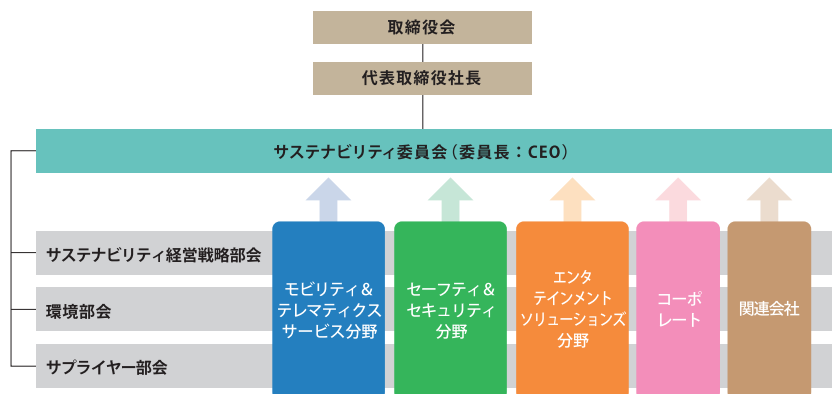 取締役会
代表取締役社長
サステナビリティ委員会（委員長：CEO）
サステナビリティ経営戦略部会
環境部会
サプライヤー部会
モビリティ＆
テレマティクス
サービス分野
セーフティ＆
セキュリティ
分野
エンタ
テインメント
ソリューションズ
分野
コーポ
レート
関連会社